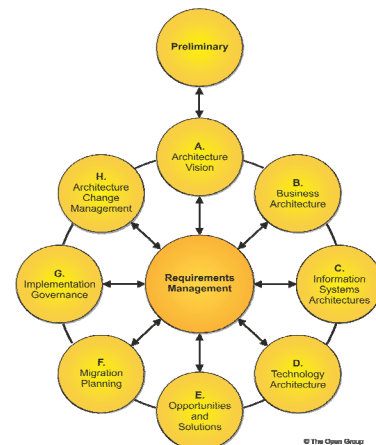 Preliminary
A.
Architecture
Vision
H.
Architecture
Change
Management
B.
Business
Architecture
G.
Implementation
Governance
Requirements
Management
C.
Information
Systems
Architectures
F.
Migration
Planning
D.
Technology
Architecture
E.
Opportunities
and
Solutions
© The Open Group